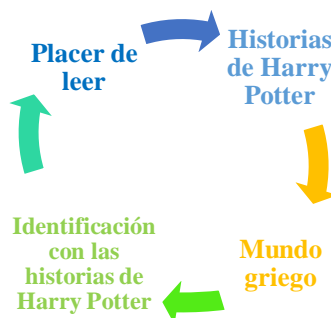 Placer de
leer
Historias
de Harry
Potter
Mundo
griego
Identificación
con las
historias de
Harry Potter